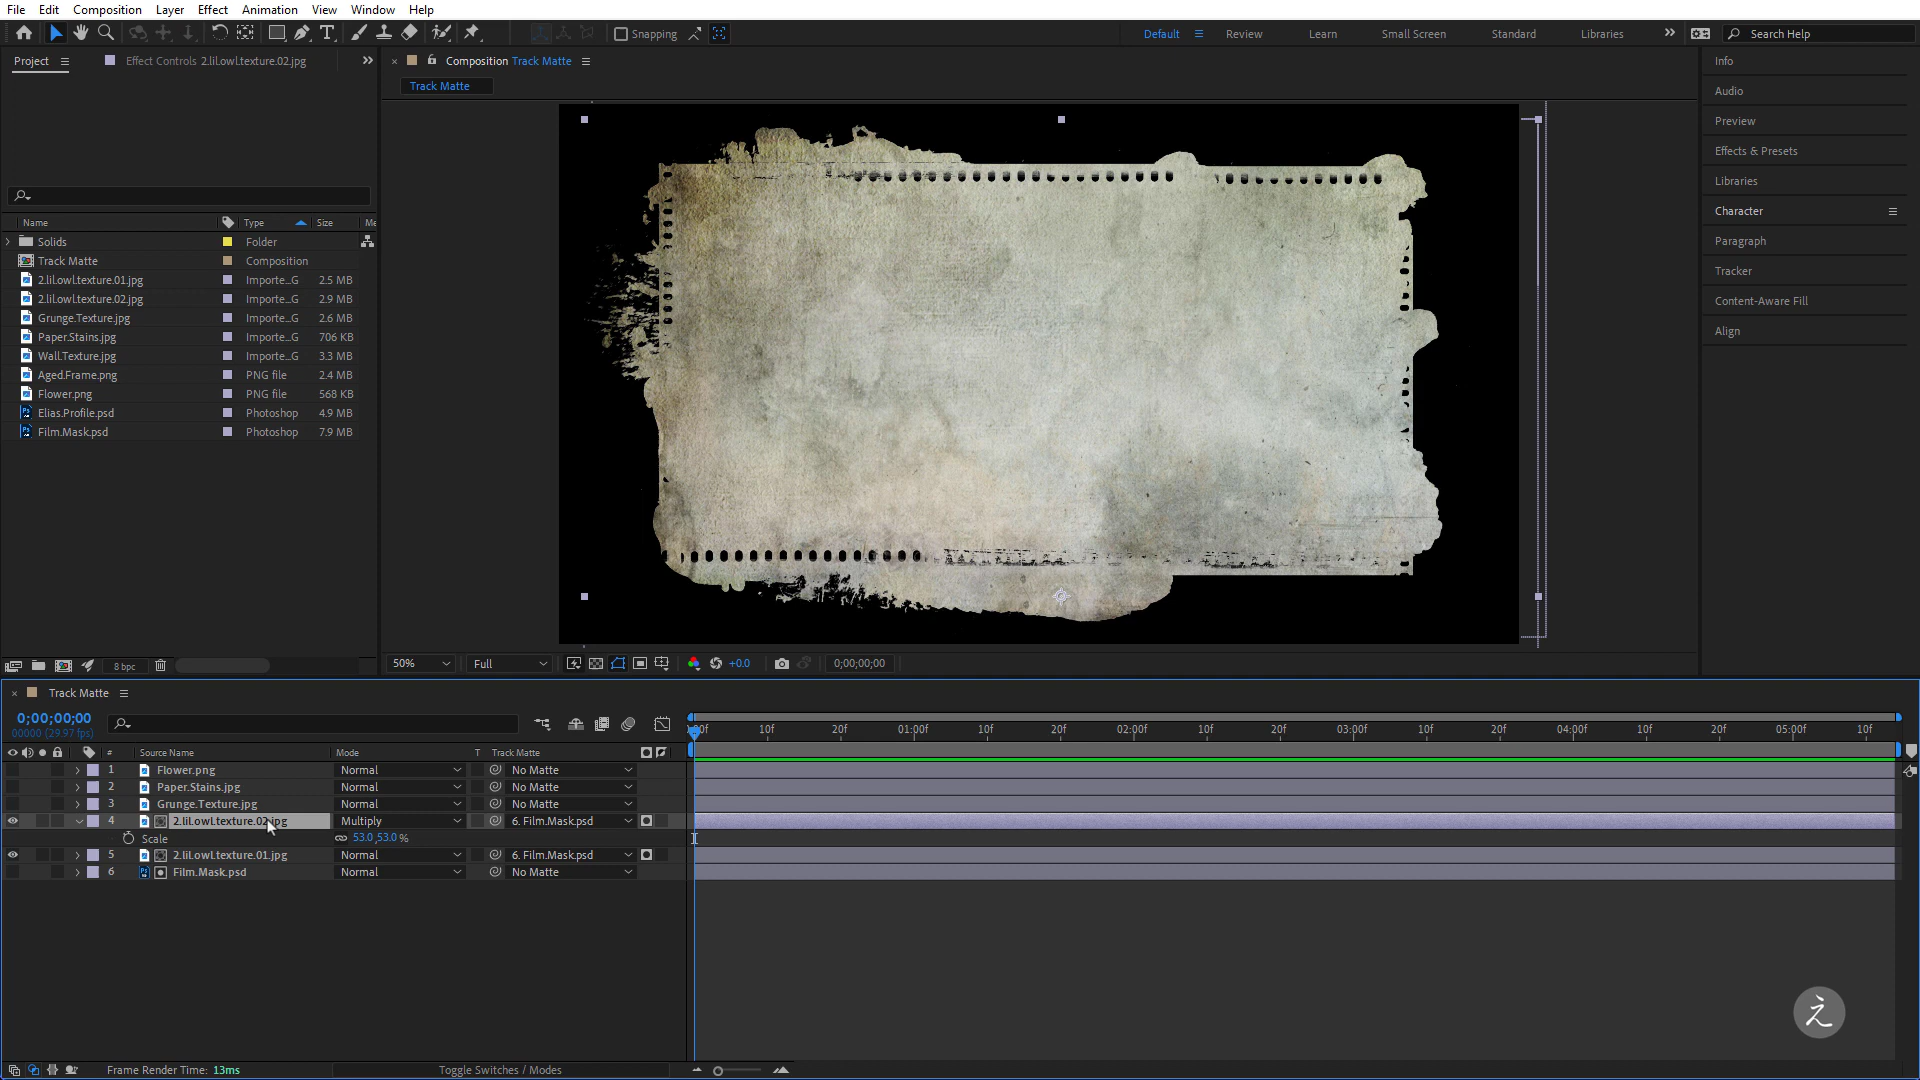 File Edit Composition Layer Effect Animation View Window Help
Snapping Default Review Learn Small Screen Standard Libraries Search Help
Project Effect Controls 2.lil.owl.texture.02.jpg
Composition Track Matte
Track Matte
Name Type Size Me
Solids Folder
Track Matte Composition
2.lil.owl.texture.01.jpg Importe...G 2.5 MB
2.lil.owl.texture.02.jpg Importe...G 2.9 MB
Grunge.Texture.jpg Importe...G 2.6 MB
Paper.Stains.jpg Importe...G 706 KB
Wall.Texture.jpg Importe...G 3.3 MB
Aged.Frame.png PNG file 2.4 MB
Flower.png PNG file 568 KB
Elias.Profile.psd Photoshop 4.9 MB
Film.Mask.psd Photoshop 7.9 MB
8 bpc
50% Full +0.0 0;00;00;00
Info
Audio
Preview
Effects & Presets
Libraries
Character
Paragraph
Tracker
Content-Aware Fill
Align
Track Matte
0;00;00;00
00000 (29.97 fps)
:00f 10f 20f 01:00f 10f 20f 02:00f 10f 20f 03:00f 10f 20f 04:00f 10f 20f 05:00f 10f
# Source Name Mode T Track Matte
1 Flower.png Normal No Matte
2 Paper.Stains.jpg Normal No Matte
3 Grunge.Texture.jpg Normal No Matte
4 2.lil.owl.texture.02.jpg Multiply 6. Film.Mask.psd
Scale 53.0,53.0 %
5 2.lil.owl.texture.01.jpg Normal 6. Film.Mask.psd
6 Film.Mask.psd Normal No Matte
之
Frame Render Time: 13ms Toggle Switches / Modes